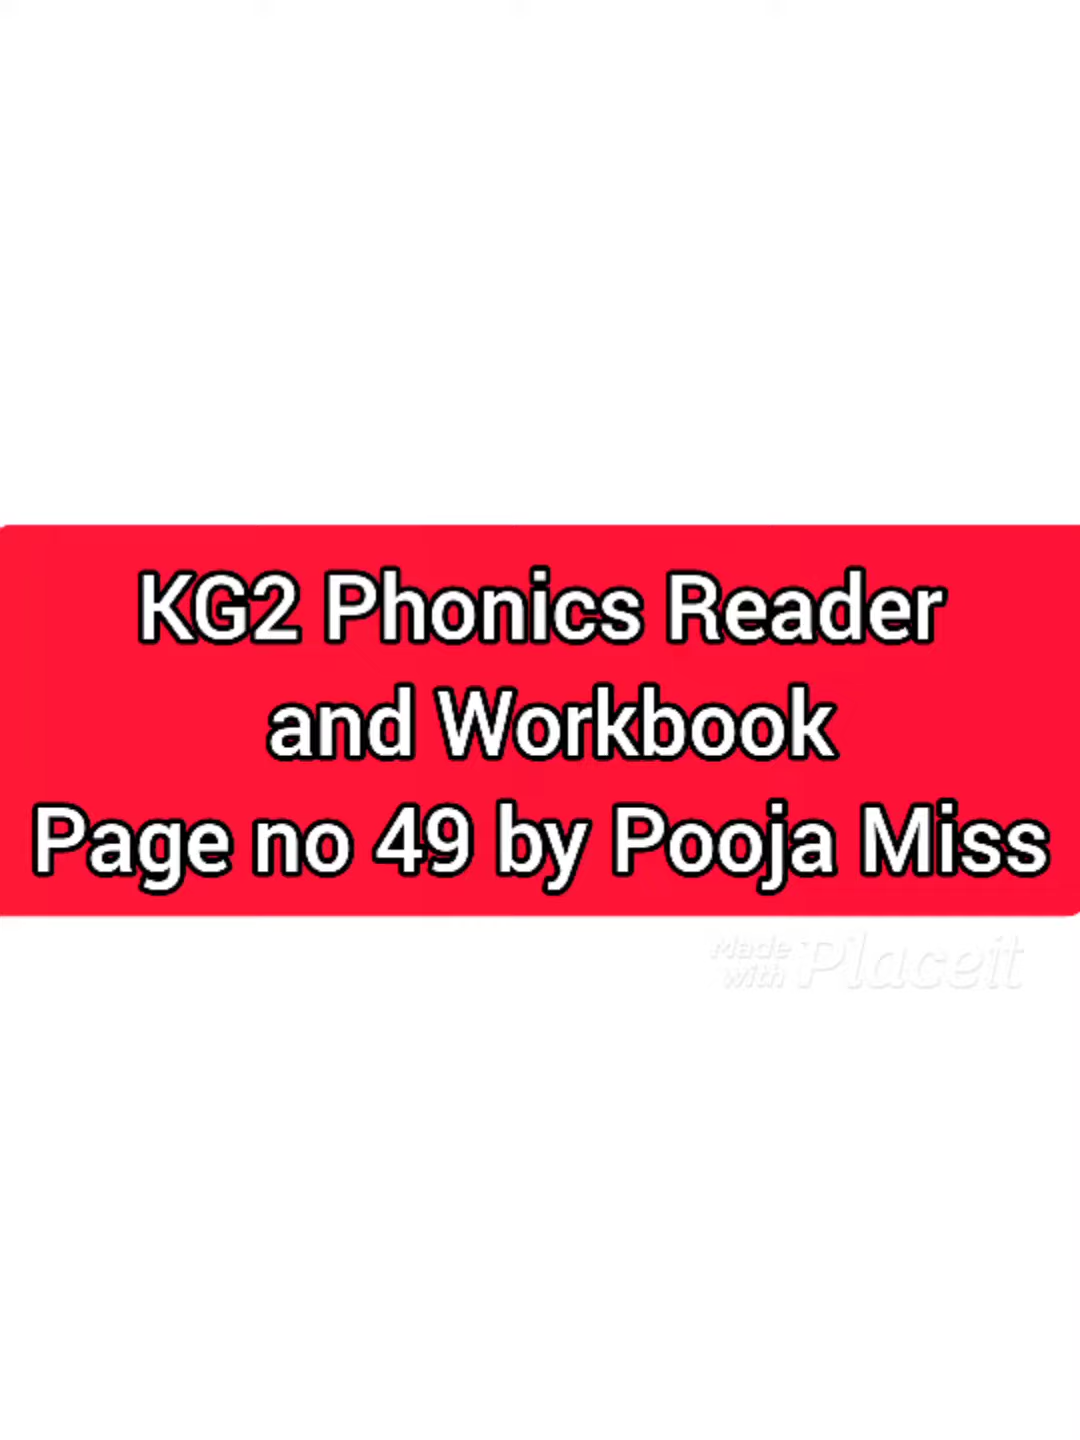 KG2 Phonics Reader
and Workbook
Page no 49 by Pooja Miss
Made
with Placeit